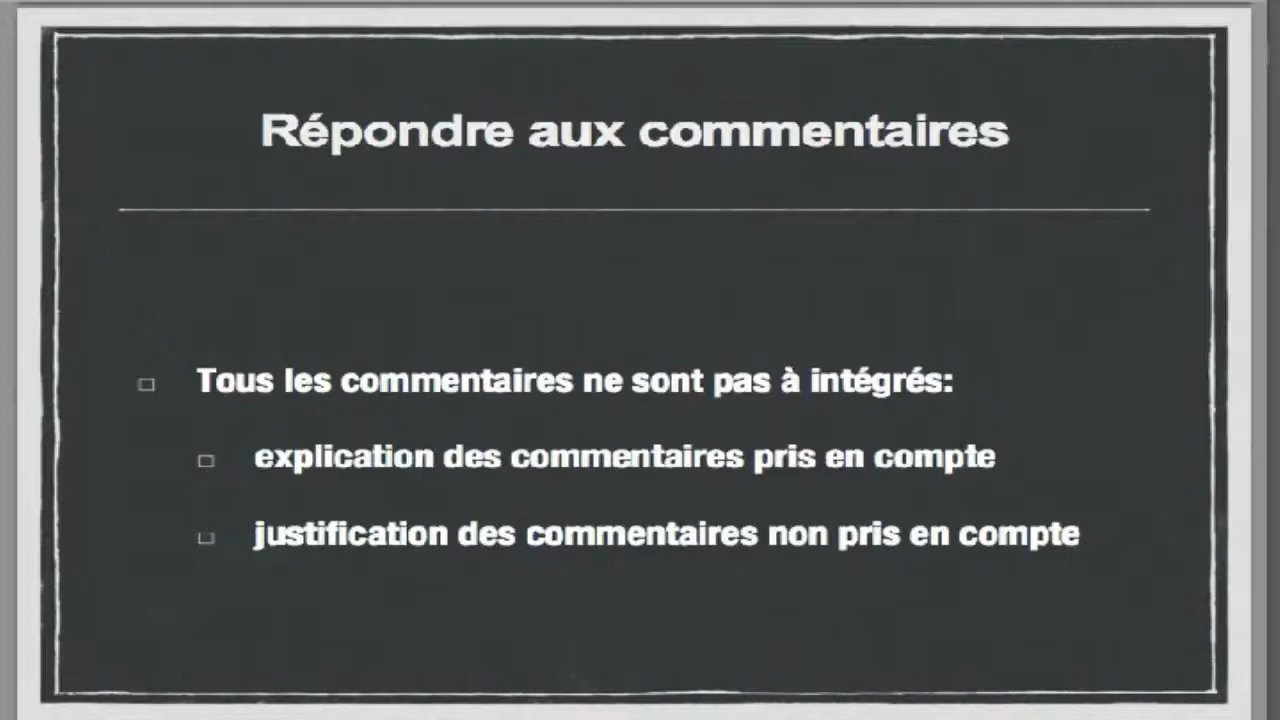 Répondre aux commentaires
Tous les commentaires ne sont pas à intégrés:
explication des commentaires pris en compte
justification des commentaires non pris en compte